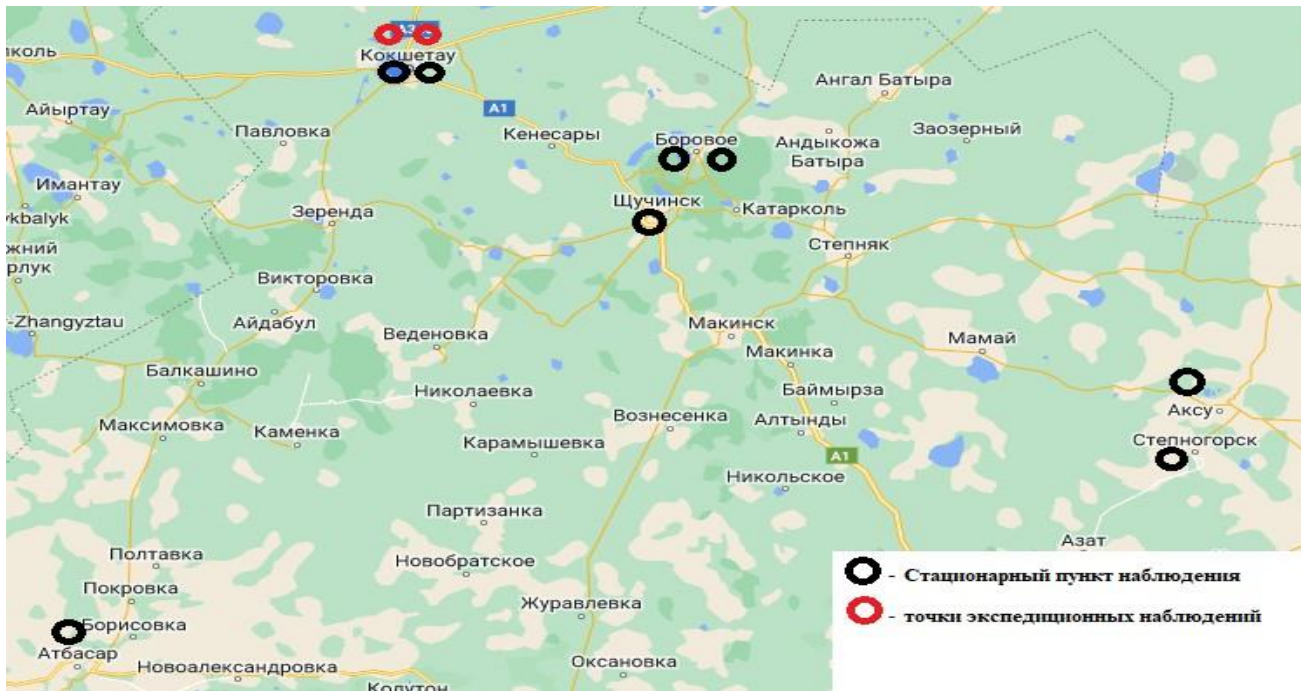 иколь
A1
Кокшетау
Айыртау
Павловка
A1
Кенесары
Ангал Батыра
Боровое
Андыкожа
Батыра
Заозерный
Имантау
ykbalyk
Зеренда
Щучинск
Катарколь
жний
рлук
Степняк
Викторовка
-Zhangyztau
Айдабул
Веденовка
Макинск
Мамай
Макинка
Балкашино
Николаевка
Баймырза
Аксу
Максимовка
Каменка
Вознесенка
Алтынды
Карамышевка
Степногорск
A1
Никольское
Партизанка
Азат
Полтавка
Новобратское
- Стационарный пункт наблюдения
Покровка
Журавлевка
- точки экспедиционных наблюдений
Борисовка
Атбасар
Новоалександровка
Оксановка
Колутон